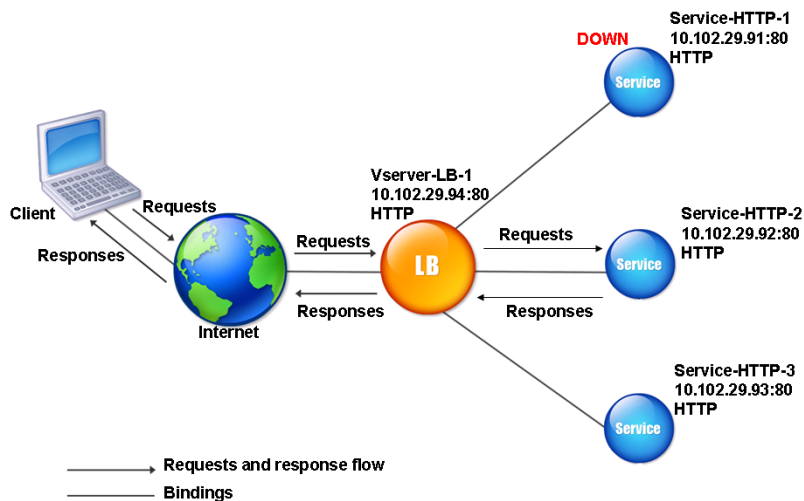 Service-HTTP-1
10.102.29.91:80
HTTP
DOWN
Service
Vserver-LB-1
10.102.29.94:80
HTTP
Client
Requests
Responses
Internet
Requests
Responses
LB
Requests
Responses
Service-HTTP-2
10.102.29.92:80
HTTP
Service
Service-HTTP-3
10.102.29.93:80
HTTP
Service
Requests and response flow
Bindings